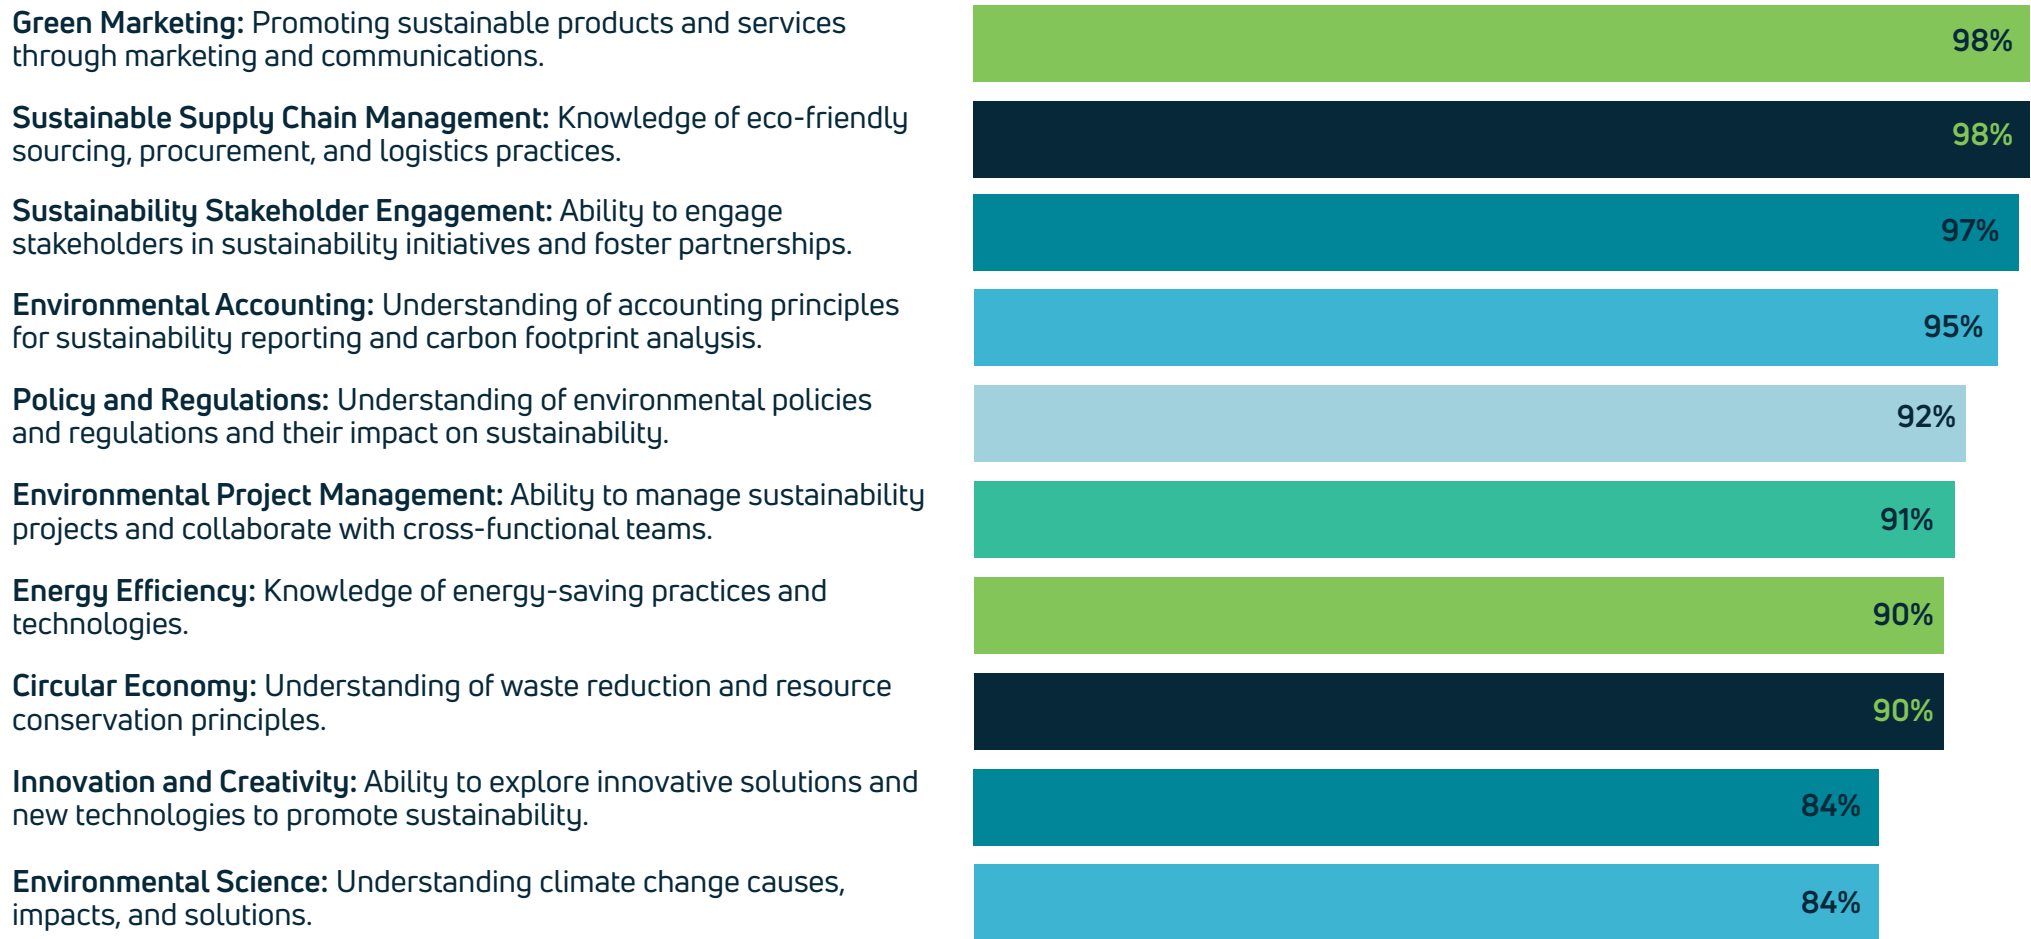 Green Marketing: Promoting sustainable products and services
through marketing and communications.
98%
Sustainable Supply Chain Management: Knowledge of eco-friendly
sourcing, procurement, and logistics practices.
98%
Sustainability Stakeholder Engagement: Ability to engage
stakeholders in sustainability initiatives and foster partnerships.
97%
Environmental Accounting: Understanding of accounting principles
for sustainability reporting and carbon footprint analysis.
95%
Policy and Regulations: Understanding of environmental policies
and regulations and their impact on sustainability.
92%
Environmental Project Management: Ability to manage sustainability
projects and collaborate with cross-functional teams.
91%
Energy Efficiency: Knowledge of energy-saving practices and
technologies.
90%
Circular Economy: Understanding of waste reduction and resource
conservation principles.
90%
Innovation and Creativity: Ability to explore innovative solutions and
new technologies to promote sustainability.
84%
Environmental Science: Understanding climate change causes,
impacts, and solutions.
84%